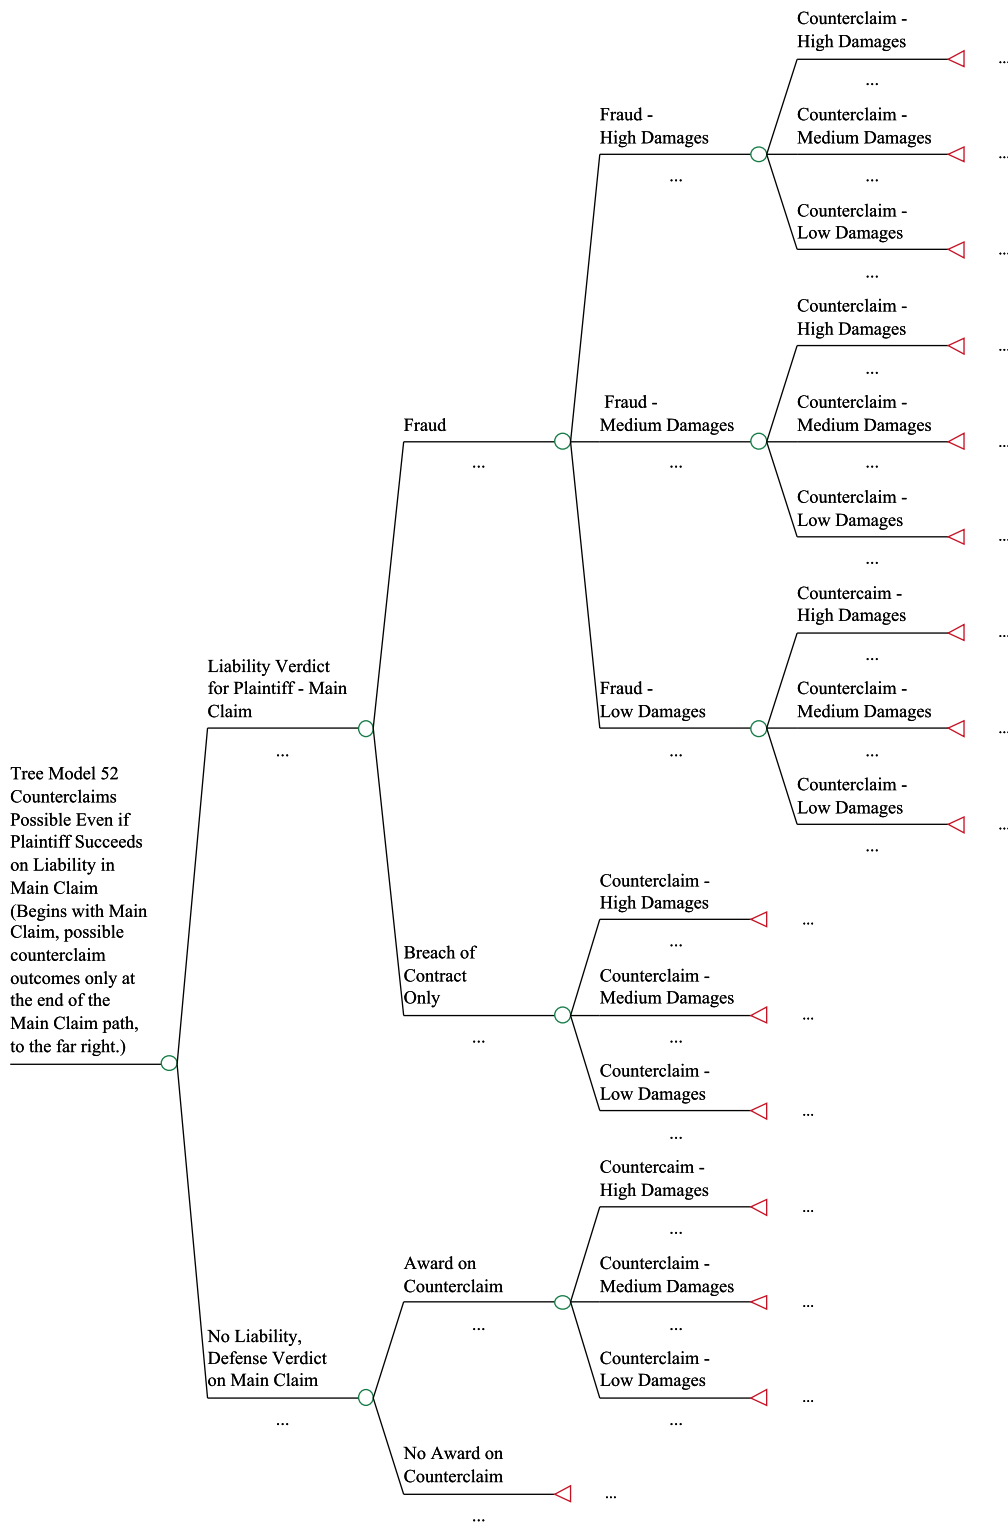 Tree Model 52
Counterclaims
Possible Even if
Plaintiff Succeeds
on Liability in
Main Claim
(Begins with Main
Claim, possible
counterclaim
outcomes only at
the end of the
Main Claim path,
to the far right.)
Liability Verdict
for Plaintiff - Main
Claim
...
Fraud
...
Fraud -
High Damages
...
Counterclaim -
High Damages
...
...
Counterclaim -
Medium Damages
...
...
Counterclaim -
Low Damages
...
...
Fraud -
Medium Damages
...
Counterclaim -
High Damages
...
...
Counterclaim -
Medium Damages
...
...
Counterclaim -
Low Damages
...
...
Fraud -
Low Damages
...
Countercaim -
High Damages
...
...
Counterclaim -
Medium Damages
...
...
Counterclaim -
Low Damages
...
...
Breach of
Contract
Only
...
Counterclaim -
High Damages
...
...
Counterclaim -
Medium Damages
...
...
Counterclaim -
Low Damages
...
...
No Liability,
Defense Verdict
on Main Claim
...
Award on
Counterclaim
...
Countercaim -
High Damages
...
...
Counterclaim -
Medium Damages
...
...
Counterclaim -
Low Damages
...
...
No Award on
Counterclaim
...
...